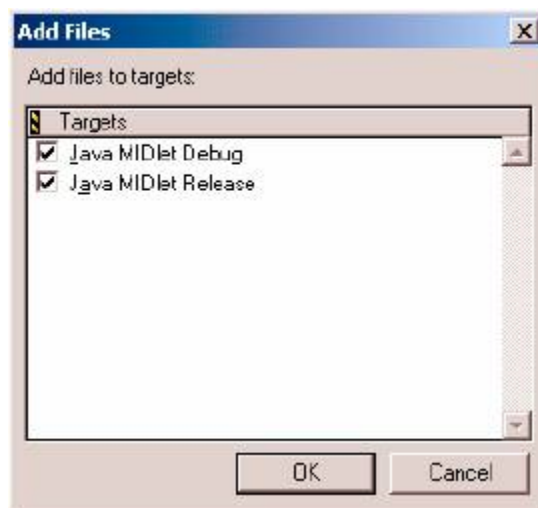 Add Files
Add files to targets:
Targets
Java MIDlet Debug
Java MIDlet Release
OK
Cancel